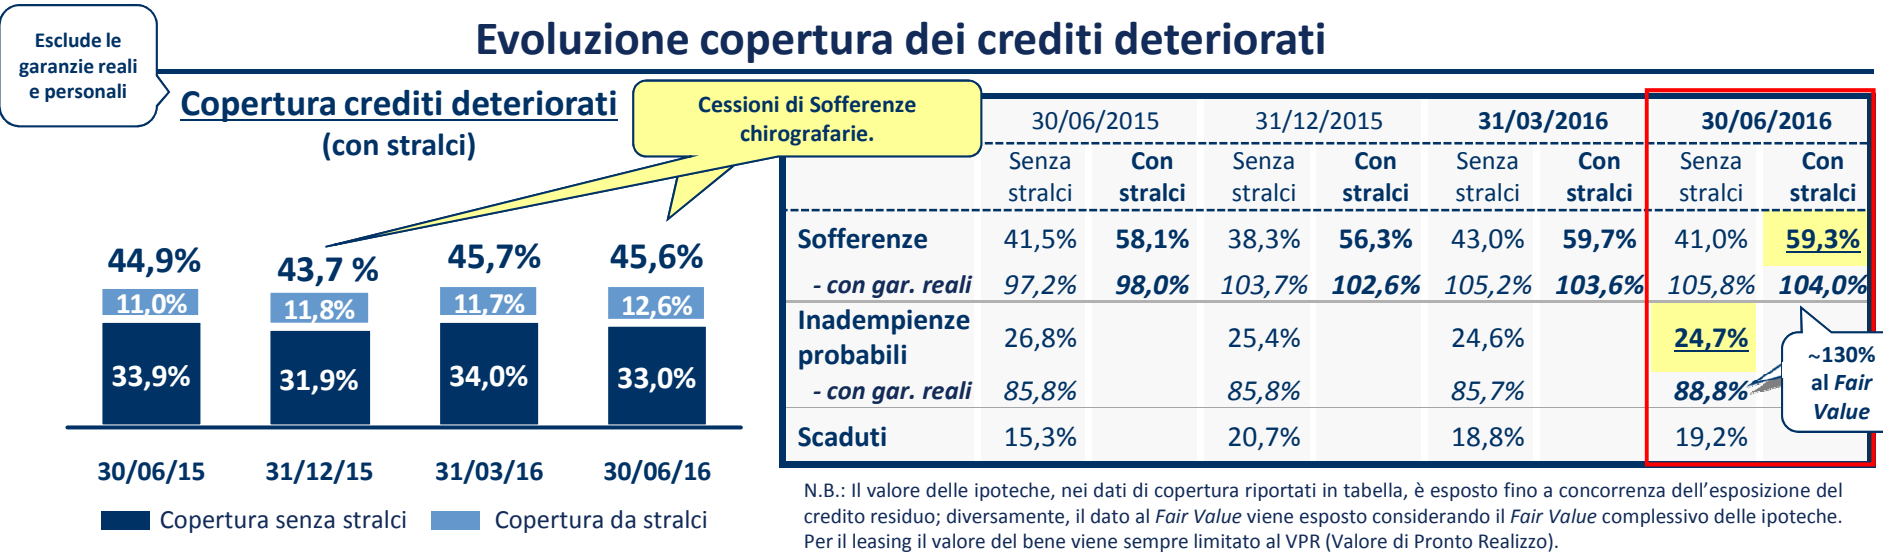 Evoluzione copertura dei crediti deteriorati
Esclude le
garanzie reali
e personali
Copertura crediti deteriorati
(con stralci)
Cessioni di Sofferenze
chirografarie.
44,9% 43,7 % 45,7% 45,6%
11,0% 11,8% 11,7% 12,6%
33,9% 31,9% 34,0% 33,0%
30/06/15 31/12/15 31/03/16 30/06/16
Copertura senza stralci Copertura da stralci
30/06/2015 31/12/2015 31/03/2016 30/06/2016
Senza Con Senza Con Senza Con Senza Con
stralci stralci stralci stralci stralci stralci stralci stralci
Sofferenze 41,5% 58,1% 38,3% 56,3% 43,0% 59,7% 41,0% 59,3%
- con gar. reali 97,2% 98,0% 103,7% 102,6% 105,2% 103,6% 105,8% 104,0%
Inadempienze
probabili 26,8% 25,4% 24,6% 24,7%
- con gar. reali 85,8% 85,8% 85,7% 88,8%
Scaduti 15,3% 20,7% 18,8% 19,2%
~130%
al Fair
Value
N.B.: Il valore delle ipoteche, nei dati di copertura riportati in tabella, è esposto fino a concorrenza dell'esposizione del
credito residuo; diversamente, il dato al Fair Value viene esposto considerando il Fair Value complessivo delle ipoteche.
Per il leasing il valore del bene viene sempre limitato al VPR (Valore di Pronto Realizzo).